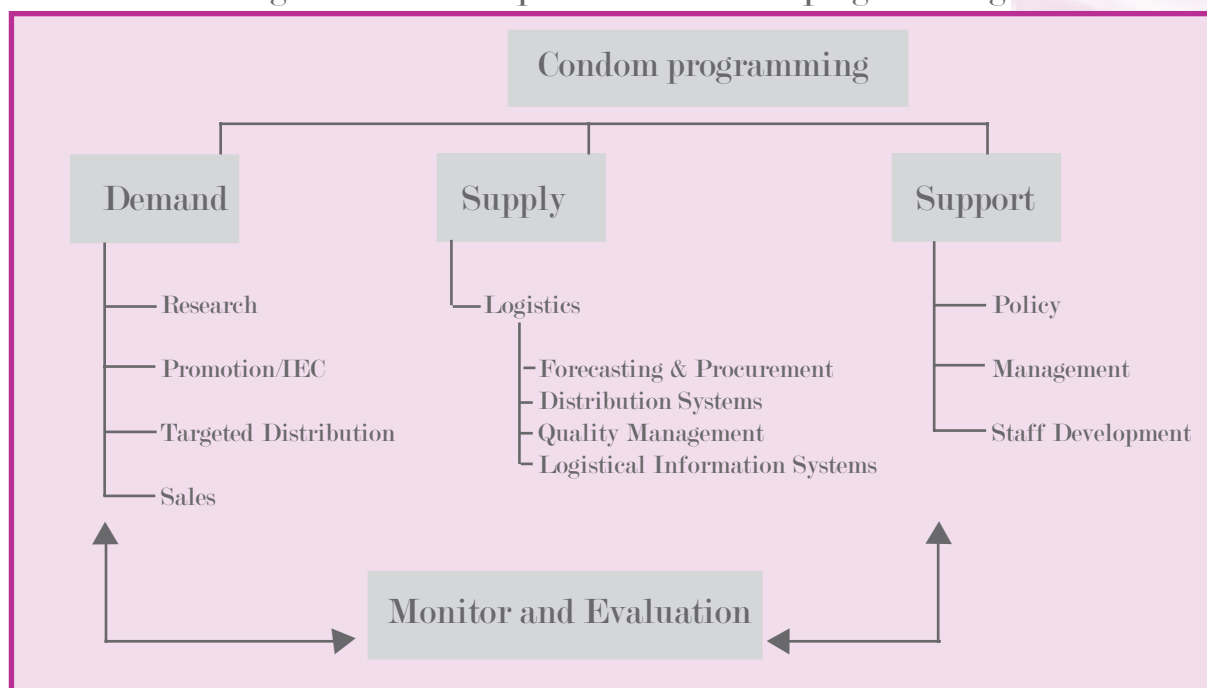 Condom programming
Demand
Supply
Support
Research
Promotion/IEC
Targeted Distribution
Sales
Logistics
Forecasting & Procurement
Distribution Systems
Quality Management
Logistical Information Systems
Policy
Management
Staff Development
Monitor and Evaluation